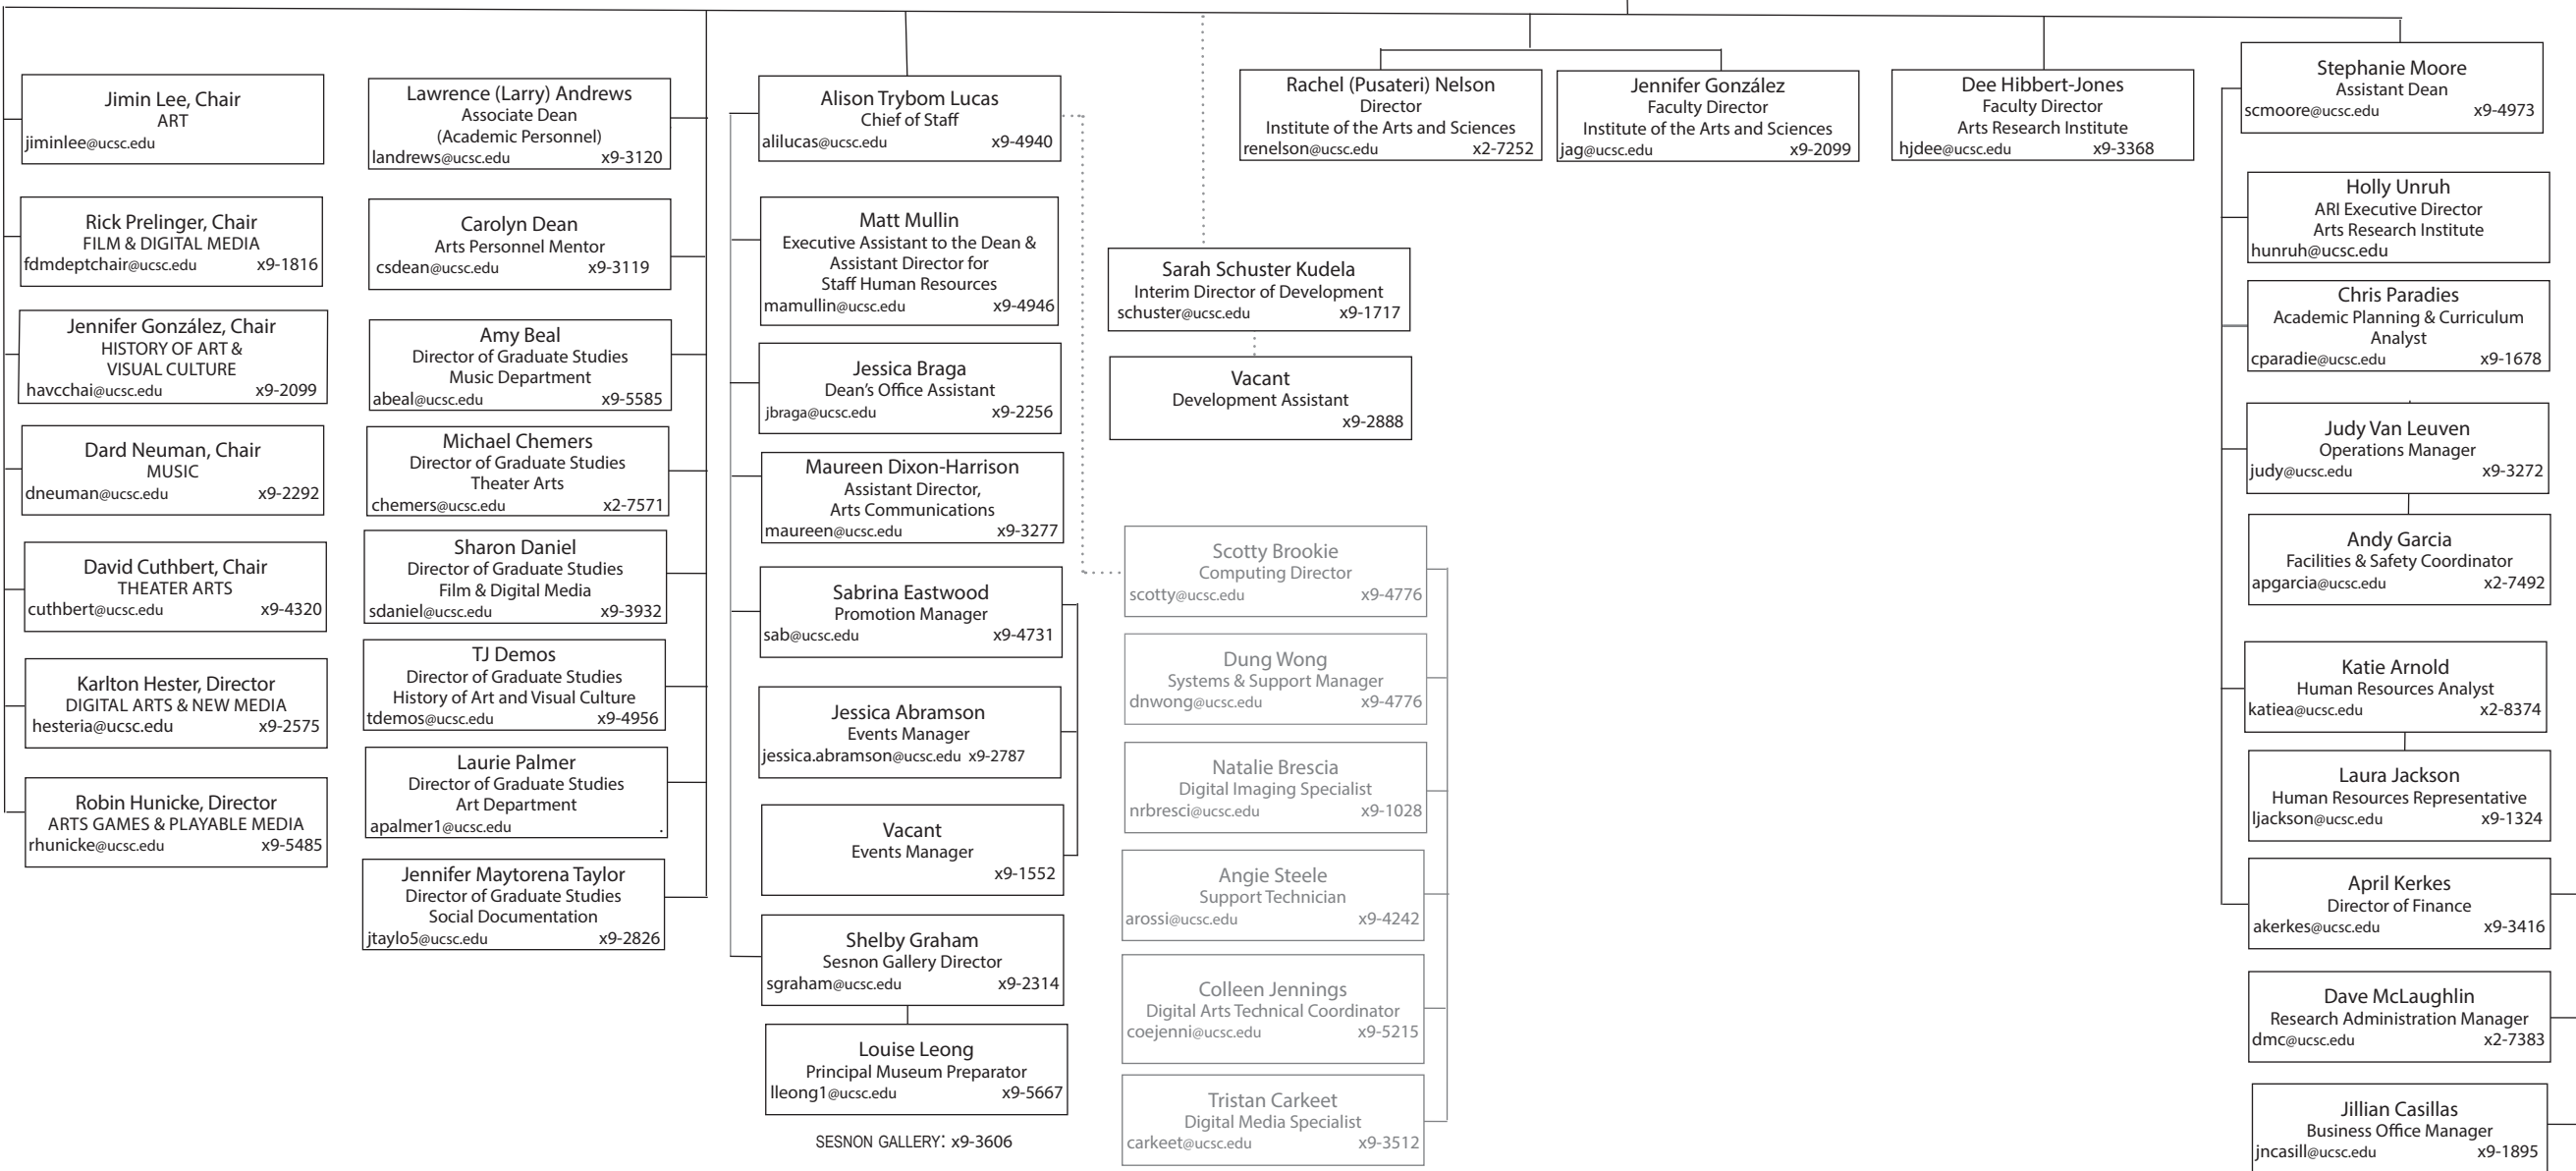 Jimin Lee, Chair
ART
jiminlee@ucsc.edu
Rick Prelinger, Chair
FILM & DIGITAL MEDIA
fdmdeptchair@ucsc.edu x9-1816
Jennifer González, Chair
HISTORY OF ART &
VISUAL CULTURE
havcchai@ucsc.edu x9-2099
Dard Neuman, Chair
MUSIC
dneuman@ucsc.edu x9-2292
David Cuthbert, Chair
THEATER ARTS
cuthbert@ucsc.edu x9-4320
Karlton Hester, Director
DIGITAL ARTS & NEW MEDIA
hesteria@ucsc.edu x9-2575
Robin Hunicke, Director
ARTS GAMES & PLAYABLE MEDIA
rhunicke@ucsc.edu x9-5485
Lawrence (Larry) Andrews
Associate Dean
(Academic Personnel)
landrews@ucsc.edu x9-3120
Carolyn Dean
Arts Personnel Mentor
csdean@ucsc.edu x9-3119
Amy Beal
Director of Graduate Studies
Music Department
abeal@ucsc.edu x9-5585
Michael Chemers
Director of Graduate Studies
Theater Arts
chemers@ucsc.edu x2-7571
Sharon Daniel
Director of Graduate Studies
Film & Digital Media
sdaniel@ucsc.edu x9-3932
TJ Demos
Director of Graduate Studies
History of Art and Visual Culture
tdemos@ucsc.edu x9-4956
Laurie Palmer
Director of Graduate Studies
Art Department
apalmer1@ucsc.edu .
Jennifer Maytorena Taylor
Director of Graduate Studies
Social Documentation
jtaylo5@ucsc.edu x9-2826
Alison Trybom Lucas
Chief of Staff
alilucas@ucsc.edu x9-4940
Matt Mullin
Executive Assistant to the Dean &
Assistant Director for
Staff Human Resources
mamullin@ucsc.edu x9-4946
Jessica Braga
Dean's Office Assistant
jbraga@ucsc.edu x9-2256
Maureen Dixon-Harrison
Assistant Director,
Arts Communications
maureen@ucsc.edu x9-3277
Sabrina Eastwood
Promotion Manager
sab@ucsc.edu x9-4731
Jessica Abramson
Events Manager
jessica.abramson@ucsc.edu x9-2787
Vacant
Events Manager
x9-1552
Shelby Graham
Sesnon Gallery Director
sgraham@ucsc.edu x9-2314
Louise Leong
Principal Museum Preparator
lleong1@ucsc.edu x9-5667
SESNON GALLERY: x9-3606
Sarah Schuster Kudela
Interim Director of Development
schuster@ucsc.edu x9-1717
Vacant
Development Assistant
x9-2888
Scotty Brookie
Computing Director
scotty@ucsc.edu x9-4776
Dung Wong
Systems & Support Manager
dnwong@ucsc.edu x9-4776
Natalie Brescia
Digital Imaging Specialist
nrbresci@ucsc.edu x9-1028
Angie Steele
Support Technician
arossi@ucsc.edu x9-4242
Colleen Jennings
Digital Arts Technical Coordinator
coejenni@ucsc.edu x9-5215
Tristan Carkeet
Digital Media Specialist
carkeet@ucsc.edu x9-3512
Rachel (Pusateri) Nelson
Director
Institute of the Arts and Sciences
renelson@ucsc.edu x2-7252
Jennifer González
Faculty Director
Institute of the Arts and Sciences
jag@ucsc.edu x9-2099
Dee Hibbert-Jones
Faculty Director
Arts Research Institute
hjdee@ucsc.edu x9-3368
Stephanie Moore
Assistant Dean
scmoore@ucsc.edu x9-4973
Holly Unruh
ARI Executive Director
Arts Research Institute
hunruh@ucsc.edu
Chris Paradies
Academic Planning & Curriculum
Analyst
cparadie@ucsc.edu x9-1678
Judy Van Leuven
Operations Manager
judy@ucsc.edu x9-3272
Andy Garcia
Facilities & Safety Coordinator
apgarcia@ucsc.edu x2-7492
Katie Arnold
Human Resources Analyst
katiea@ucsc.edu x2-8374
Laura Jackson
Human Resources Representative
ljackson@ucsc.edu x9-1324
April Kerkes
Director of Finance
akerkes@ucsc.edu x9-3416
Dave McLaughlin
Research Administration Manager
dmc@ucsc.edu x2-7383
Jillian Casillas
Business Office Manager
jncasill@ucsc.edu x9-1895